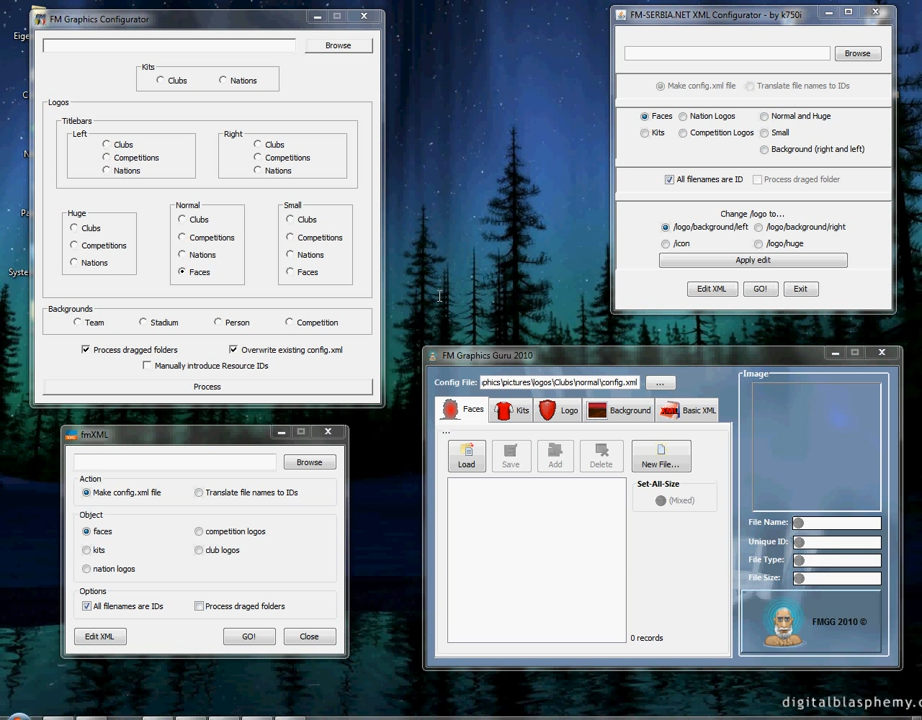 FM Graphics Configurator
Browse
Kits
Clubs Nations
Logos
Titlebars
Left Right
Clubs Clubs
Competitions Competitions
Nations Nations
Huge Normal Small
Clubs Clubs Clubs
Competitions Competitions Competitions
Nations Nations Nations
Faces Faces
Backgrounds
Team Stadium Person Competition
Process dragged folders Overwrite existing config.xml
Manually introduce Resource IDs
Process
FM-SERBIA.NET XML Configurator - by k750i
Browse
Make config.xml file Translate file names to IDs
Faces Nation Logos Normal and Huge
Kits Competition Logos Small
Background (right and left)
All filenames are ID Process draged folder
Change /logo to...
/logo/background/left /logo/background/right
/icon /logo/huge
Apply edit
Edit XML GO! Exit
fmXML
Browse
Action
Make config.xml file Translate file names to IDs
Object
faces competition logos
kits club logos
nation logos
Options
All filenames are IDs Process draged folders
Edit XML GO! Close
FM Graphics Guru 2010
Config File: phics\pictures\logos\Clubs\normal\config.xml ...
Faces Kits Logo Background Basic XML
...
Load Save Add Delete New File...
Set-All-Size
(Mixed)
0 records
Image
File Name:
Unique ID:
File Type:
File Size:
FMGG 2010 ©
Eige
Syste
digitalblasphemy.c